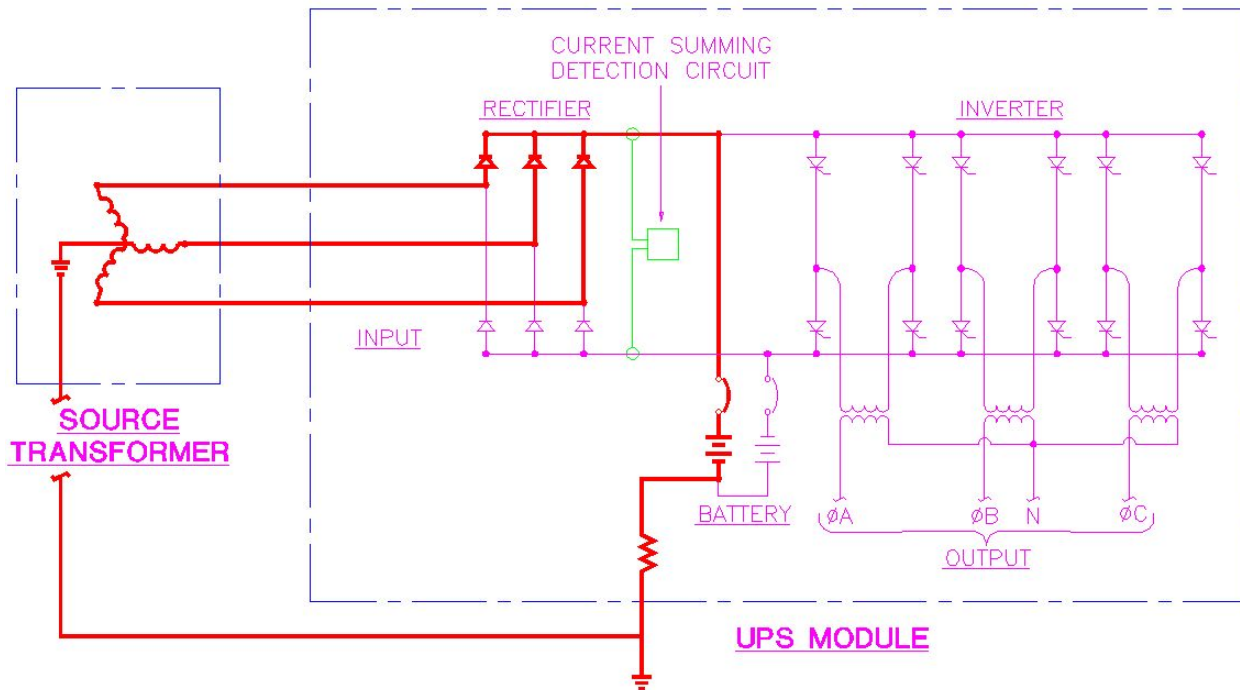 CURRENT SUMMING
DETECTION CIRCUIT
RECTIFIER
INVERTER
INPUT
SOURCE
TRANSFORMER
BATTERY
ØA
ØB
N
ØC
OUTPUT
UPS MODULE